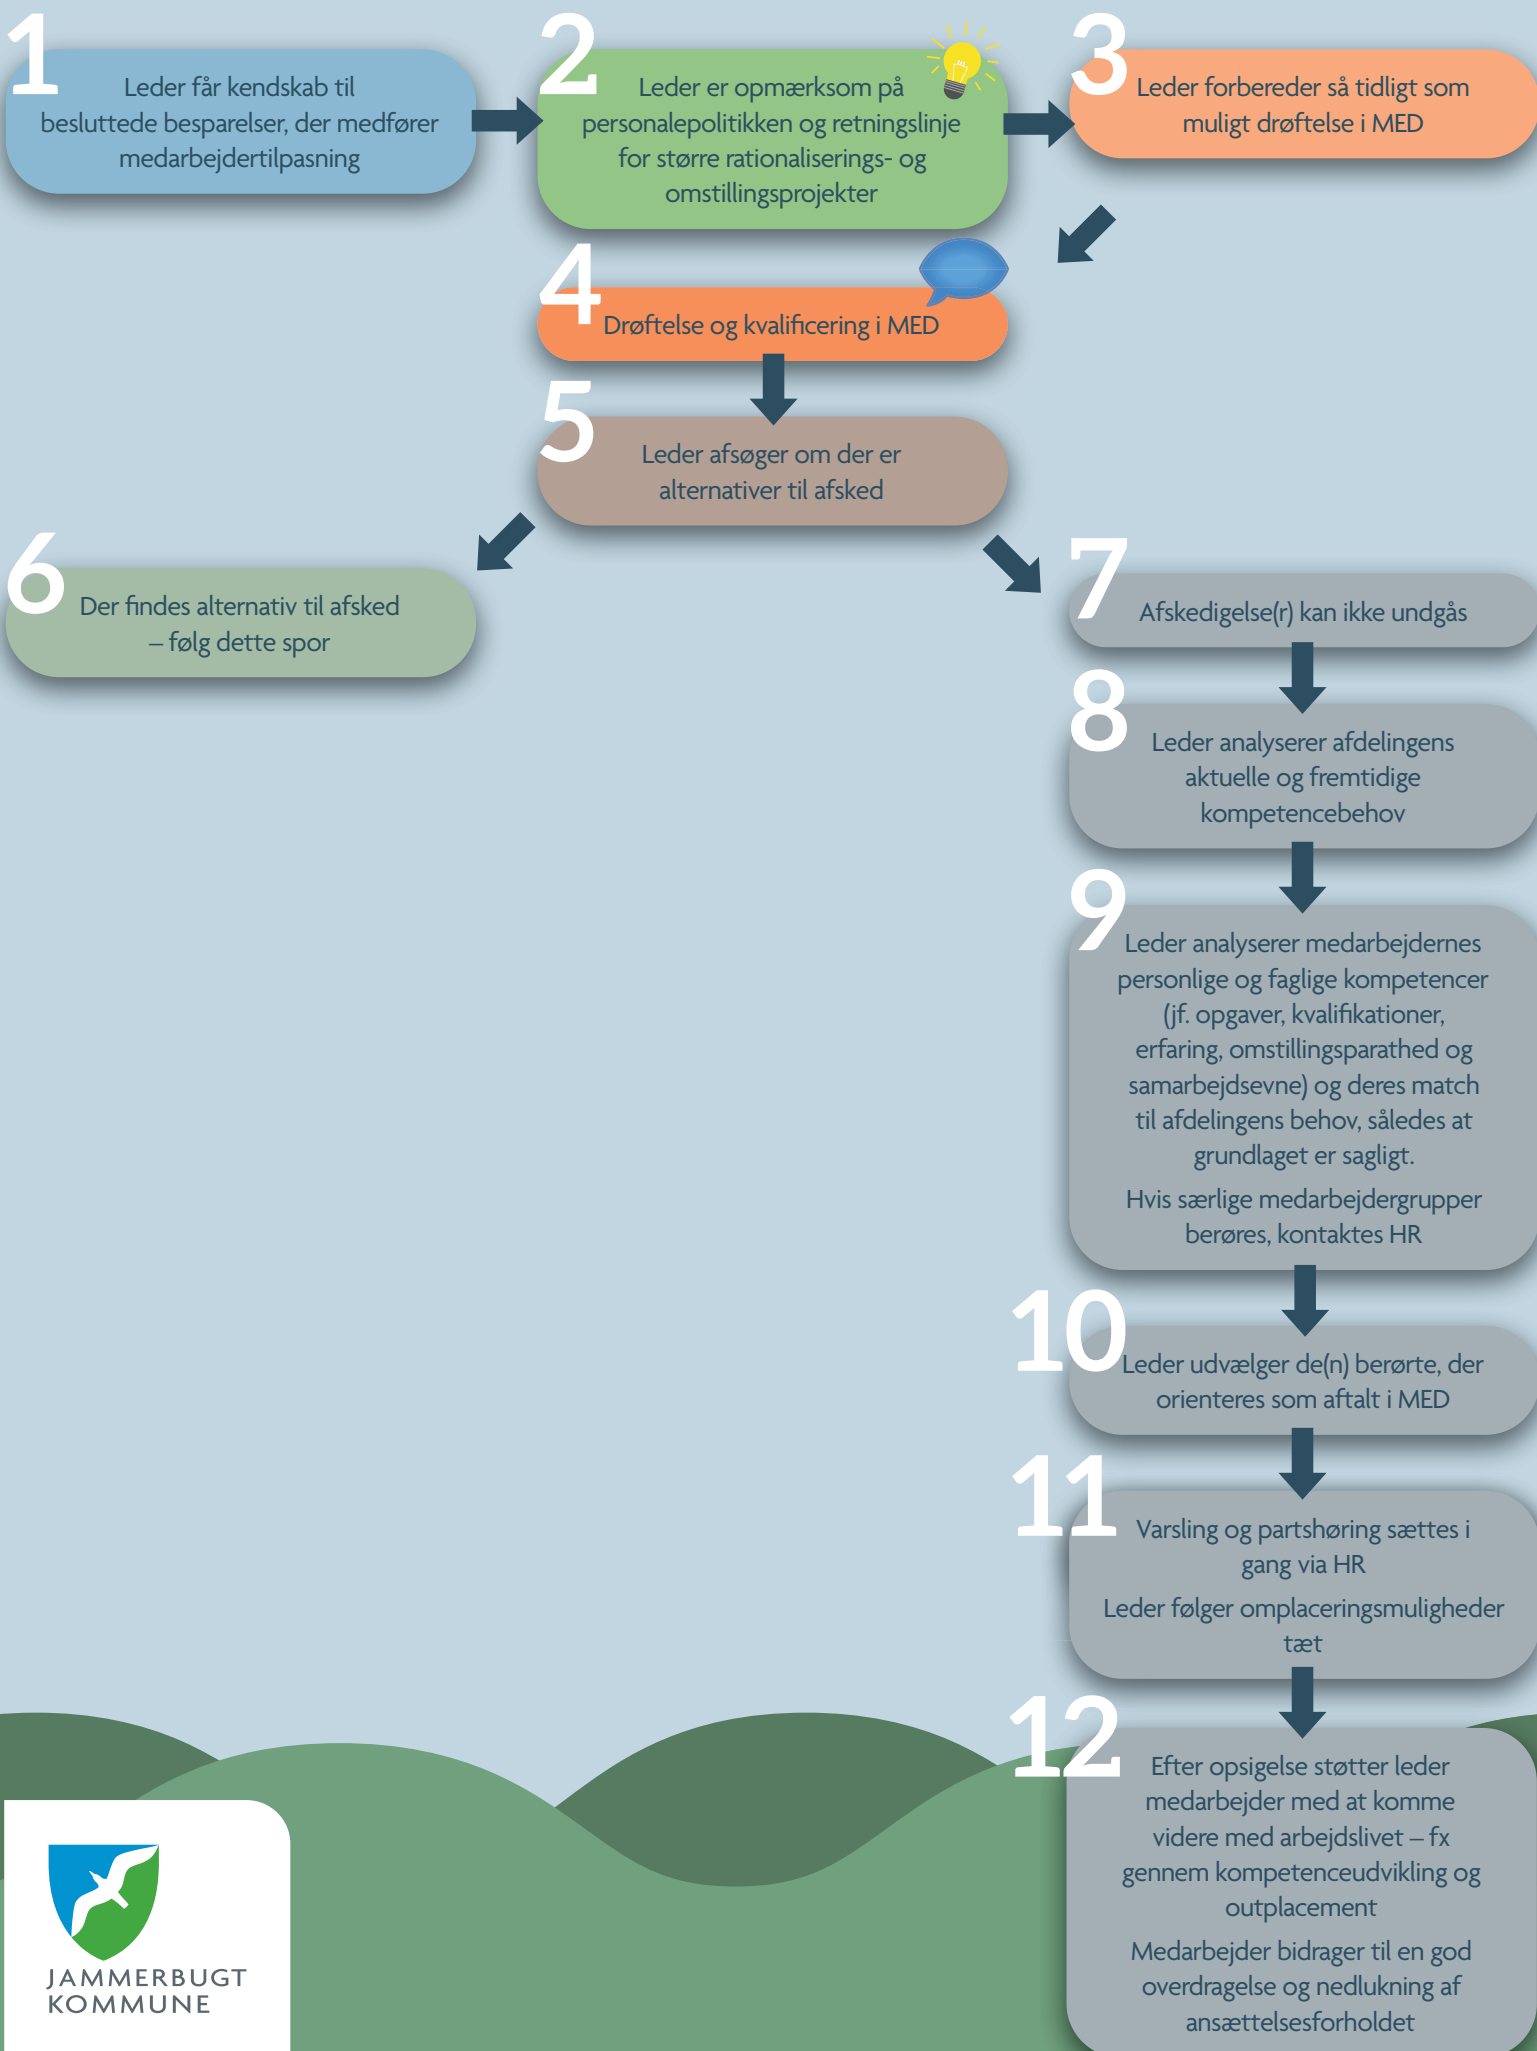 1
Leder får kendskab til
besluttede besparelser, der medfører
medarbejdertilpasning
2
Leder er opmærksom på
personalepolitikken og retningslinje
for større rationaliserings- og
omstillingsprojekter
3
Leder forbereder så tidligt som
muligt drøftelse i MED
4
Drøftelse og kvalificering i MED
5
Leder afsøger om der er
alternativer til afsked
6
Der findes alternativ til afsked
– følg dette spor
7
Afskedigelse(r) kan ikke undgås
8
Leder analyserer afdelingens
aktuelle og fremtidige
kompetencebehov
9
Leder analyserer medarbejdernes
personlige og faglige kompetencer
(jf. opgaver, kvalifikationer,
erfaring, omstillingsparathed og
samarbejdsevne) og deres match
til afdelingens behov, således at
grundlaget er sagligt.
Hvis særlige medarbejdergrupper
berøres, kontaktes HR
10
Leder udvælger de(n) berørte, der
orienteres som aftalt i MED
11
Varsling og partshøring sættes i
gang via HR
Leder følger omplaceringsmuligheder
tæt
12
Efter opsigelse støtter leder
medarbejder med at komme
videre med arbejdslivet – fx
gennem kompetenceudvikling og
outplacement
Medarbejder bidrager til en god
overdragelse og nedlukning af
ansættelsesforholdet
JAMMERBUGT
KOMMUNE